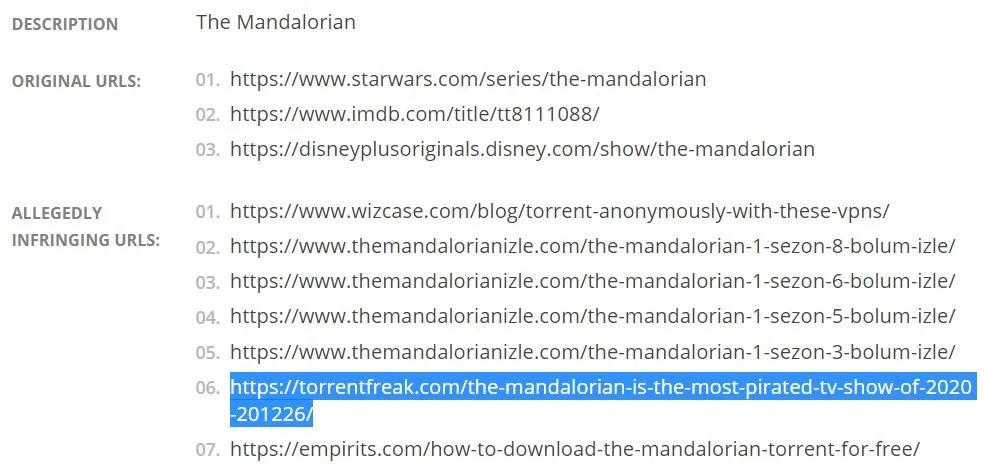 DESCRIPTION The Mandalorian
ORIGINAL URLS: 01. https://www.starwars.com/series/the-mandalorian
02. https://www.imdb.com/title/tt8111088/
03. https://disneyplusoriginals.disney.com/show/the-mandalorian
ALLEGEDLY 01. https://www.wizcase.com/blog/torrent-anonymously-with-these-vpns/
INFRINGING URLS: 02. https://www.themandalorianizle.com/the-mandalorian-1-sezon-8-bolum-izle/
03. https://www.themandalorianizle.com/the-mandalorian-1-sezon-6-bolum-izle/
04. https://www.themandalorianizle.com/the-mandalorian-1-sezon-5-bolum-izle/
05. https://www.themandalorianizle.com/the-mandalorian-1-sezon-3-bolum-izle/
06. https://torrentfreak.com/the-mandalorian-is-the-most-pirated-tv-show-of-2020
-201226/
07. https://empirits.com/how-to-download-the-mandalorian-torrent-for-free/